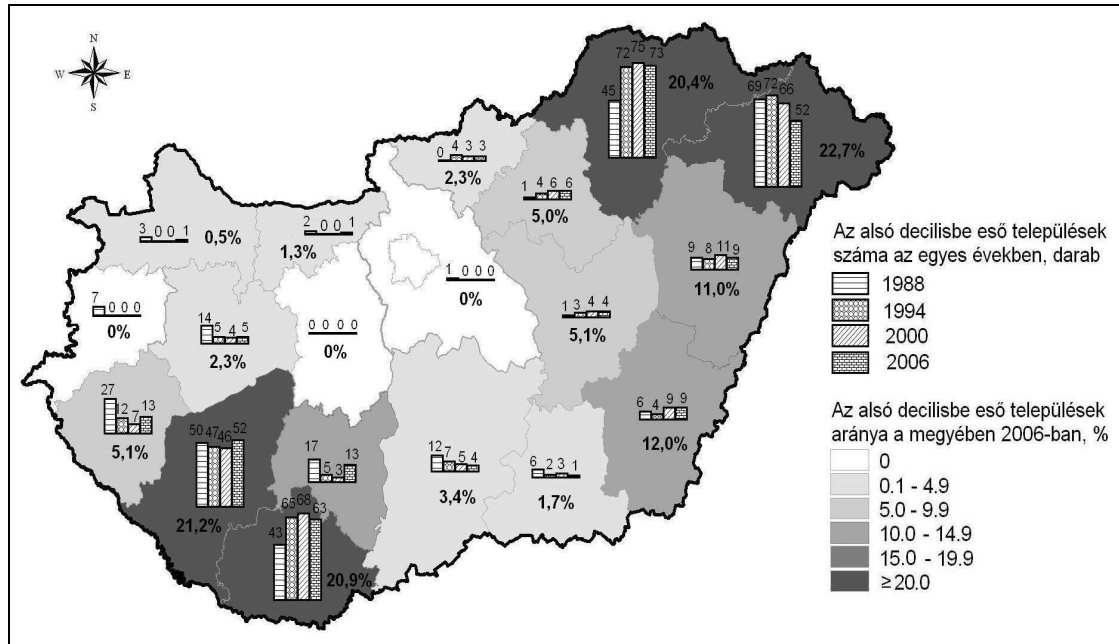 N
W E
S
45 72 75 73
20,4%
69 72 66 52
22,7%
0 4 3 3
2,3%
1 4 6 6
5,0%
3 0 0 1
0,5%
2 0 0 1
1,3%
9 8 11 9
11,0%
1 0 0 0
0%
7 0 0 0
0%
14 5 4 5
2,3%
0 0 0 0
0%
1 3 4 4
5,1%
27 12 7 13
5,1%
50 47 46 52
21,2%
17 5 3 13
12 7 5 4
3,4%
6 2 3 1
1,7%
6 4 9 9
12,0%
43 65 68 63
20,9%
Az alsó decilisbe eső települések
száma az egyes években, darab
1988
1994
2000
2006
Az alsó decilisbe eső települések
aránya a megyében 2006-ban, %
0
0.1 - 4.9
5.0 - 9.9
10.0 - 14.9
15.0 - 19.9
≥20.0